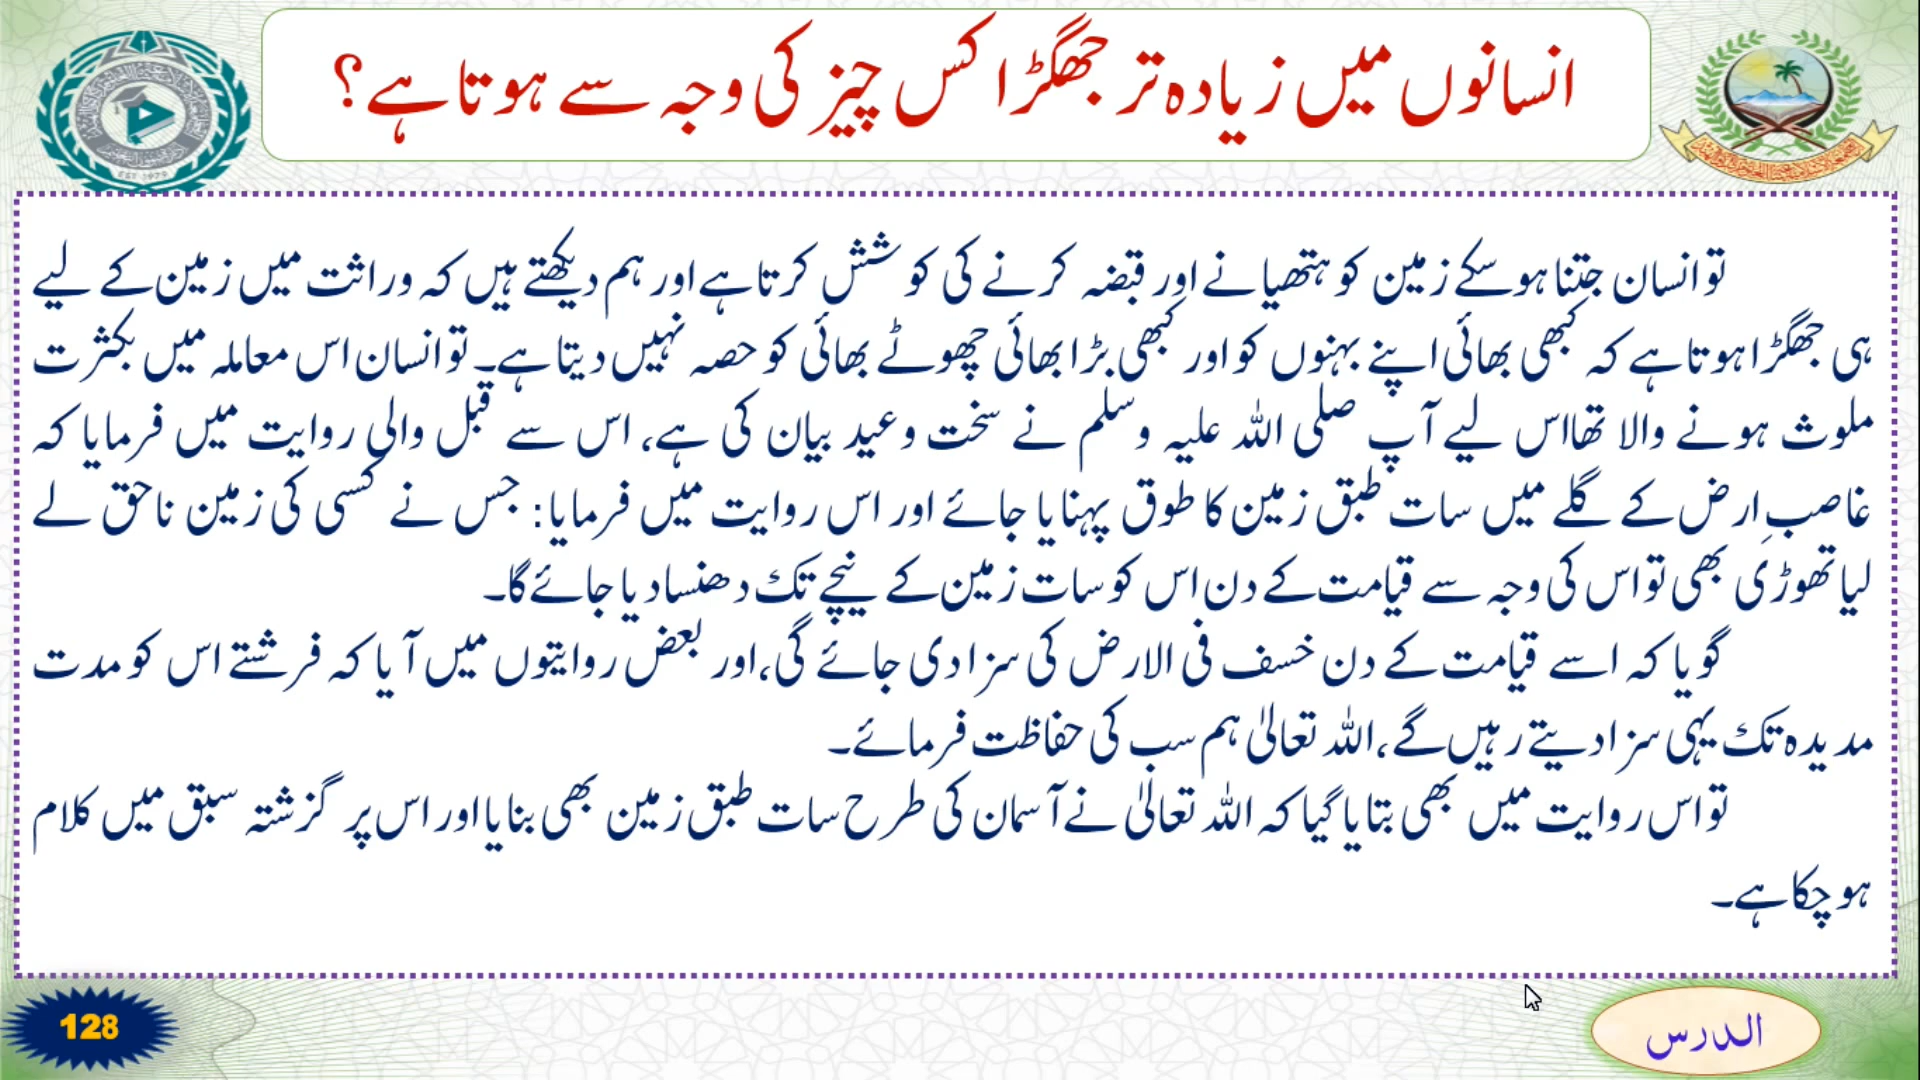 انسانوں میں زیادہ تر جھگڑا کس چیز کی وجہ سے ہوتا ہے؟
تو انسان جتنا ہو سکے زمین کو ہتھیانے اور قبضہ کرنے کی کوشش کرتا ہے اور ہم دیکھتے ہیں کہ وراثت میں زمین کے لیے
ہی جھگڑا ہوتا ہے کہ کبھی بھائی اپنے بہنوں کو اور کبھی بڑا بھائی چھوٹے بھائی کو حصہ نہیں دیتا ہے۔ تو انسان اس معاملہ میں بکثرت
ملوث ہونے والا تھا اس لیے آپ صلی اللہ علیہ وسلم نے سخت وعید بیان کی ہے، اس سے قبل والی روایت میں فرمایا کہ
غاصبِ ارض کے گلے میں سات طبق زمین کا طوق پہنایا جائے اور اس روایت میں فرمایا: جس نے کسی کی زمین ناحق لے
لیا تھوڑی بھی تو اس کی وجہ سے قیامت کے دن اس کو سات زمین کے نیچے تک دھنسا دیا جائے گا۔
گویا کہ اسے قیامت کے دن خسف فی الارض کی سزا دی جائے گی، اور بعض روایتوں میں آیا کہ فرشتے اس کو مدت
مدیدہ تک یہی سزا دیتے رہیں گے، اللہ تعالیٰ ہم سب کی حفاظت فرمائے۔
تو اس روایت میں بھی بتایا گیا کہ اللہ تعالیٰ نے آسمان کی طرح سات طبق زمین بھی بنایا اور اس پر گزشتہ سبق میں کلام
ہو چکا ہے۔
128
الدرس
EST 1979